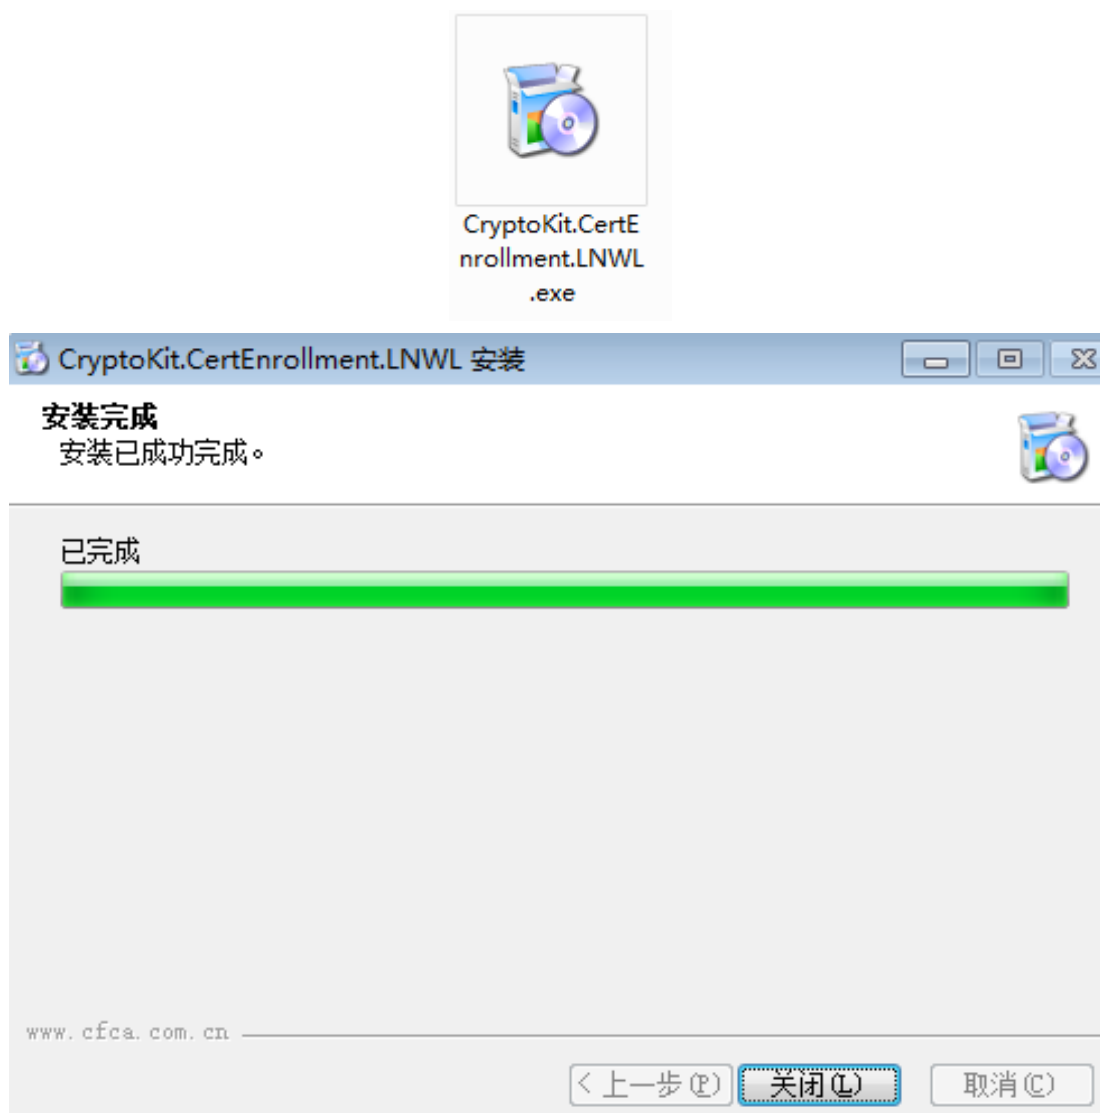 CryptoKit.CertE
nrollment.LNWL
.exe
CryptoKit.CertEnrollment.LNWL 安装
安装完成
安装已成功完成。
已完成
www.cfca.com.cn
< 上一步(P)
关闭(L)
取消(C)